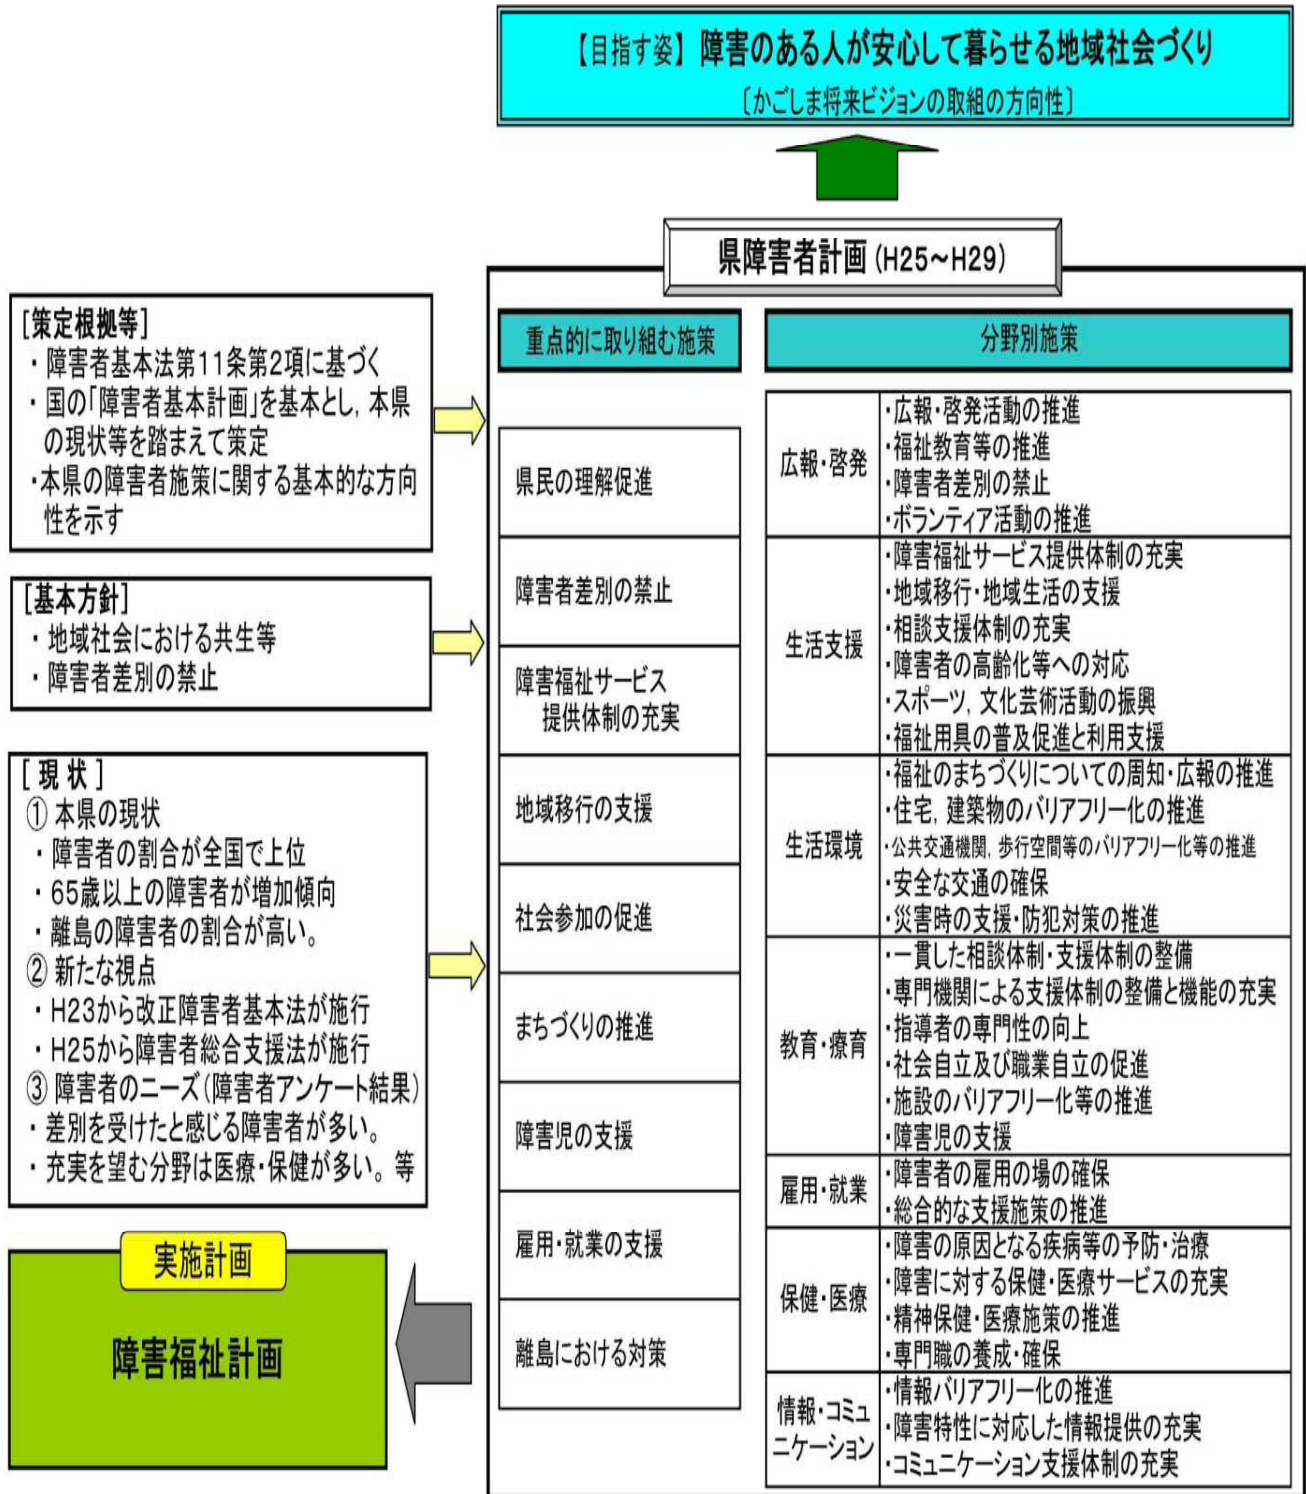 【目指す姿】障害のある人が安心して暮らせる地域社会づくり
〔かごしま将来ビジョンの取組の方向性〕
県障害者計画(H25～H29)
[策定根拠等]
・障害者基本法第11条第2項に基づく
・国の「障害者基本計画」を基本とし，本県
の現状等を踏まえて策定
・本県の障害者施策に関する基本的な方向
性を示す
[基本方針]
・地域社会における共生等
・障害者差別の禁止
[現状]
① 本県の現状
・障害者の割合が全国で上位
・65歳以上の障害者が増加傾向
・離島の障害者の割合が高い。
② 新たな視点
・H23から改正障害者基本法が施行
・H25から障害者総合支援法が施行
③ 障害者のニーズ(障害者アンケート結果)
・差別を受けたと感じる障害者が多い。
・充実を望む分野は医療・保健が多い。等
実施計画
障害福祉計画
重点的に取り組む施策
県民の理解促進
障害者差別の禁止
障害福祉サービス
提供体制の充実
地域移行の支援
社会参加の促進
まちづくりの推進
障害児の支援
雇用・就業の支援
離島における対策
分野別施策
広報・啓発
・広報・啓発活動の推進
・福祉教育等の推進
・障害者差別の禁止
・ボランティア活動の推進
生活支援
・障害福祉サービス提供体制の充実
・地域移行・地域生活の支援
・相談支援体制の充実
・障害者の高齢化等への対応
・スポーツ，文化芸術活動の振興
・福祉用具の普及促進と利用支援
生活環境
・福祉のまちづくりについての周知・広報の推進
・住宅，建築物のバリアフリー化の推進
・公共交通機関，歩行空間等のバリアフリー化等の推進
・安全な交通の確保
・災害時の支援・防犯対策の推進
教育・療育
・一貫した相談体制・支援体制の整備
・専門機関による支援体制の整備と機能の充実
・指導者の専門性の向上
・社会自立及び職業自立の促進
・施設のバリアフリー化等の推進
・障害児の支援
雇用・就業
・障害者の雇用の場の確保
・総合的な支援施策の推進
保健・医療
・障害の原因となる疾病等の予防・治療
・障害に対する保健・医療サービスの充実
・精神保健・医療施策の推進
・専門職の養成・確保
情報・コミュ
ニケーション
・情報バリアフリー化の推進
・障害特性に対応した情報提供の充実
・コミュニケーション支援体制の充実